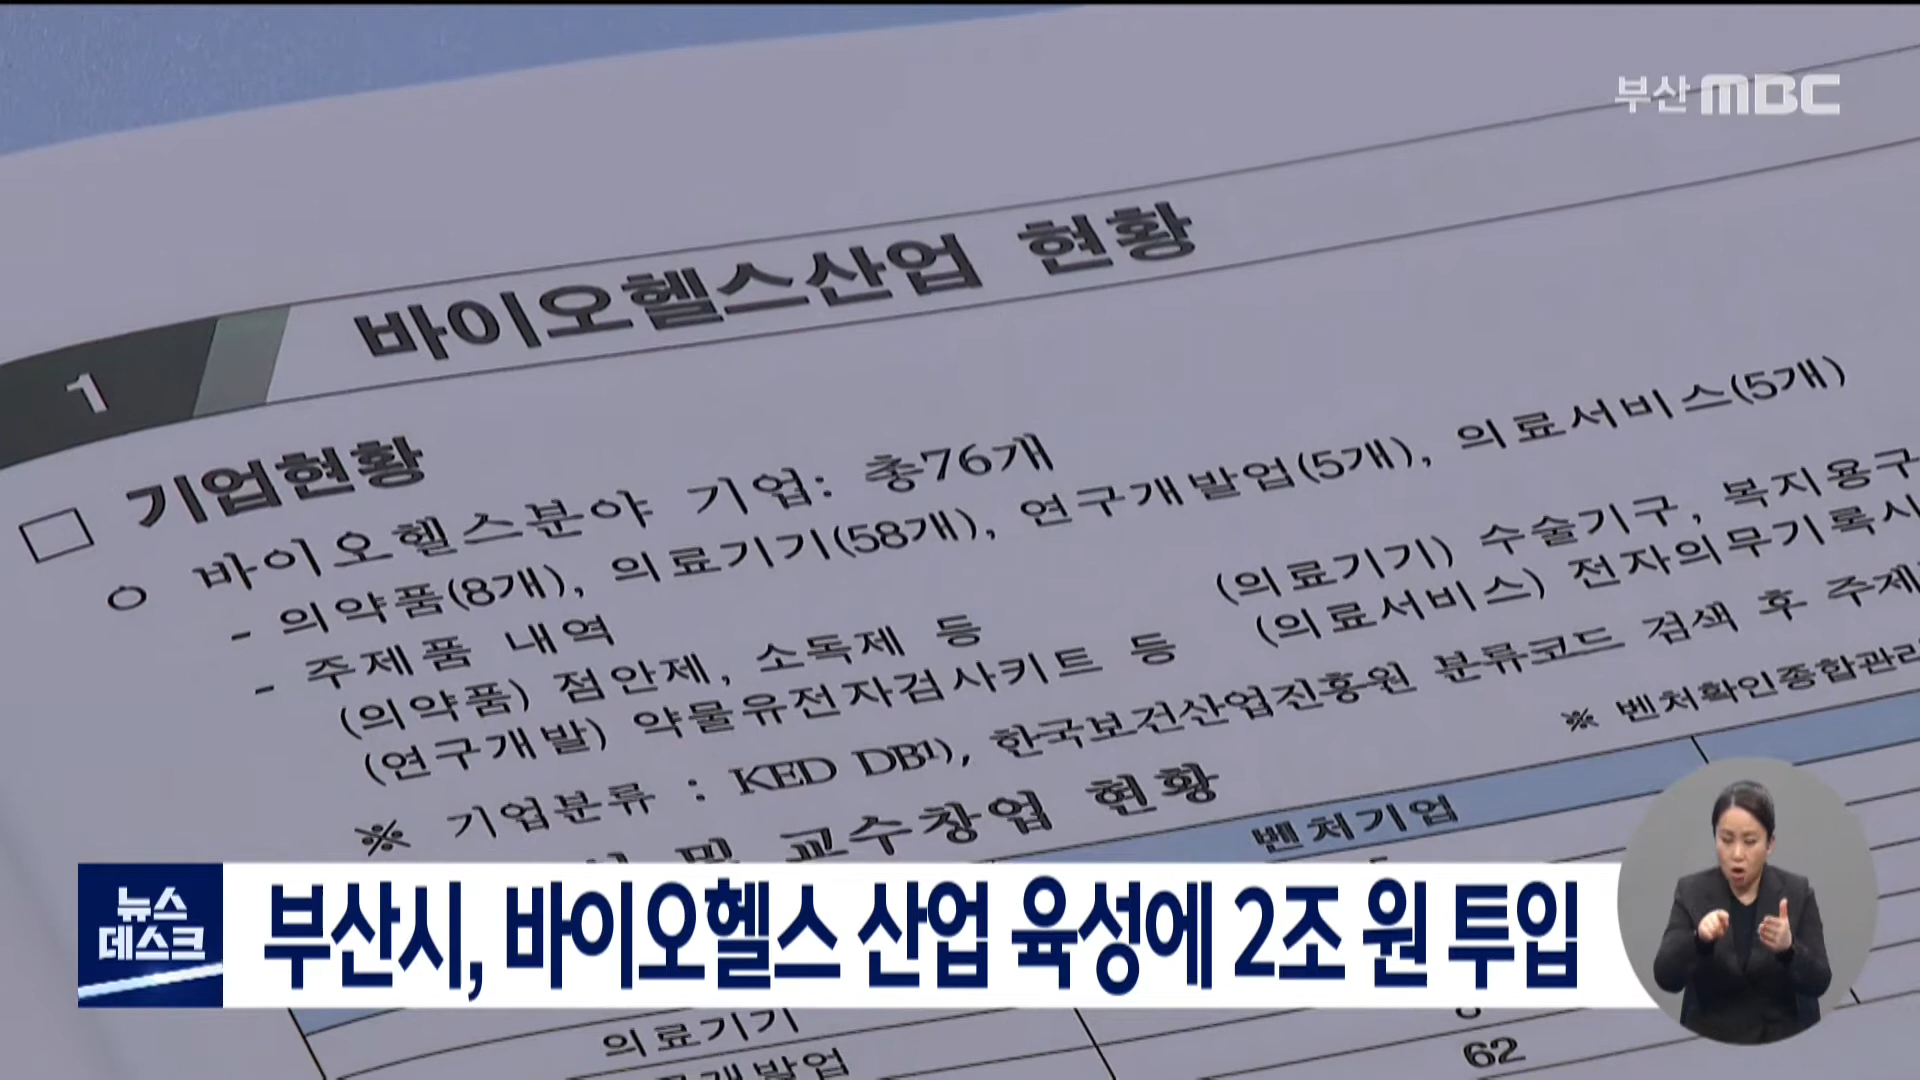 부산 MBC
1 바이오헬스산업 현황
□ 기업현황
ㅇ 바이오헬스분야 기업: 총76개
- 의약품(8개), 의료기기(58개), 연구개발업(5개), 의료서비스(5개)
- 주제품 내역
(의약품) 점안제, 소독제 등 (의료기기) 수술기구, 복지용구
(연구개발) 약물유전자검사키트 등 (의료서비스) 전자의무기록시
※ 기업분류 : KED DB1), 한국보건산업진흥원 분류코드 검색 후 주제
및 교수창업 현황
※ 벤처확인종합관리
벤처기업
뉴스
데스크
부산시, 바이오헬스 산업 육성에 2조 원 투입
의료기기
개발업
62